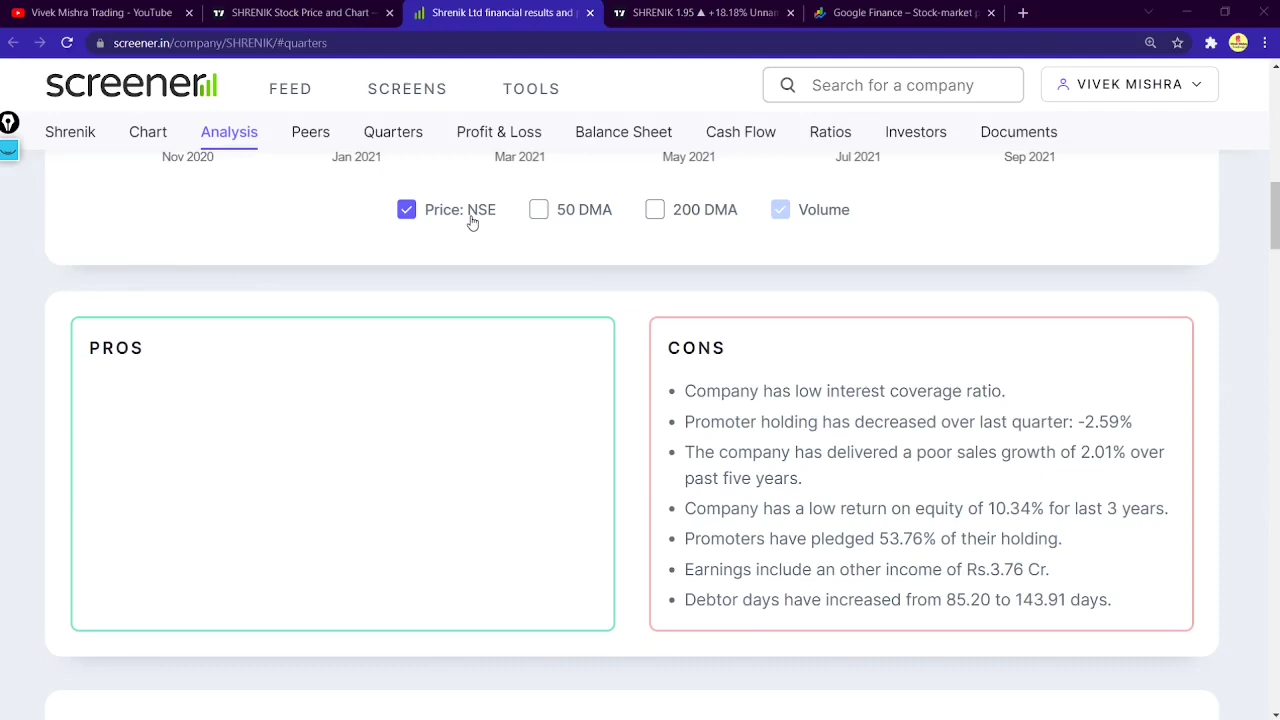 Vivek Mishra Trading - YouTube
SHRENIK Stock Price and Chart –
Shrenik Ltd financial results and p
SHRENIK 1.95 ▲ +18.18% Unnam
Google Finance – Stock-market p
screener.in/company/SHRENIK/#quarters
screener
FEED
SCREENS
TOOLS
Search for a company
VIVEK MISHRA
Shrenik
Chart
Analysis
Peers
Quarters
Profit & Loss
Balance Sheet
Cash Flow
Ratios
Investors
Documents
Nov 2020
Jan 2021
Mar 2021
May 2021
Jul 2021
Sep 2021
Price: NSE
50 DMA
200 DMA
Volume
PROS
CONS
• Company has low interest coverage ratio.
• Promoter holding has decreased over last quarter: -2.59%
• The company has delivered a poor sales growth of 2.01% over
past five years.
• Company has a low return on equity of 10.34% for last 3 years.
• Promoters have pledged 53.76% of their holding.
• Earnings include an other income of Rs.3.76 Cr.
• Debtor days have increased from 85.20 to 143.91 days.